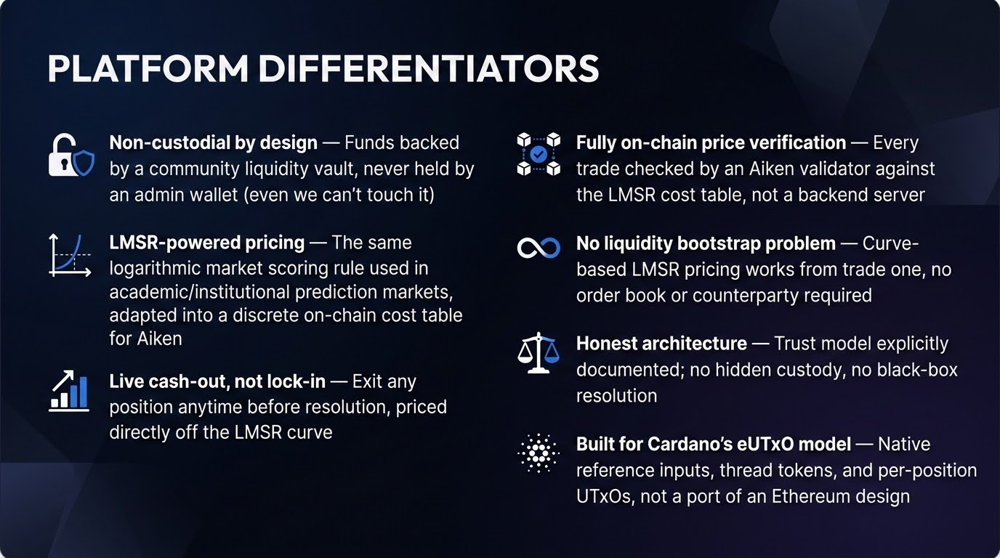 PLATFORM DIFFERENTIATORS
Non-custodial by design — Funds backed
by a community liquidity vault, never held by
an admin wallet (even we can’t touch it)
LMSR-powered pricing — The same
logarithmic market scoring rule used in
academic/institutional prediction markets,
adapted into a discrete on-chain cost table
for Aiken
Live cash-out, not lock-in — Exit any
position anytime before resolution, priced
directly off the LMSR curve
Fully on-chain price verification — Every
trade checked by an Aiken validator against
the LMSR cost table, not a backend server
No liquidity bootstrap problem — Curve-
based LMSR pricing works from trade one, no
order book or counterparty required
Honest architecture — Trust model explicitly
documented; no hidden custody, no black-box
resolution
Built for Cardano’s eUTxO model — Native
reference inputs, thread tokens, and per-position
UTxOs, not a port of an Ethereum design